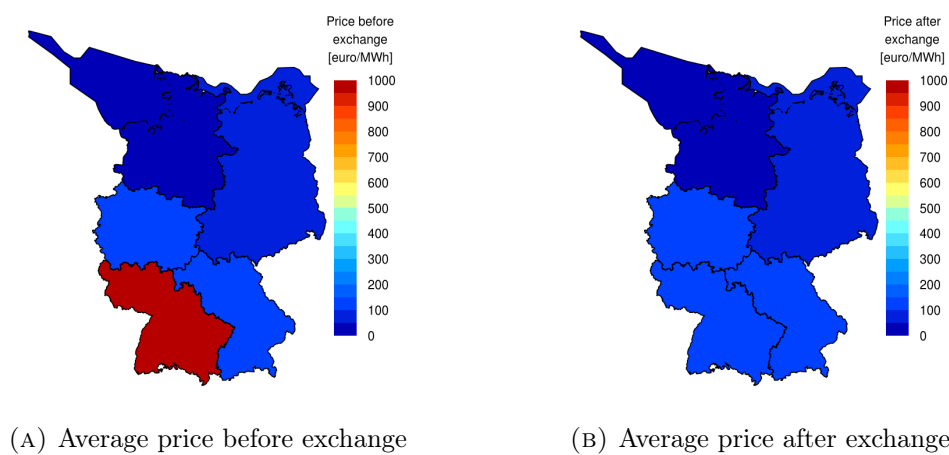 Price before
exchange
[euro/MWh]
1000
900
800
700
600
500
400
300
200
100
0
(A) Average price before exchange
Price after
exchange
[euro/MWh]
1000
900
800
700
600
500
400
300
200
100
0
(B) Average price after exchange